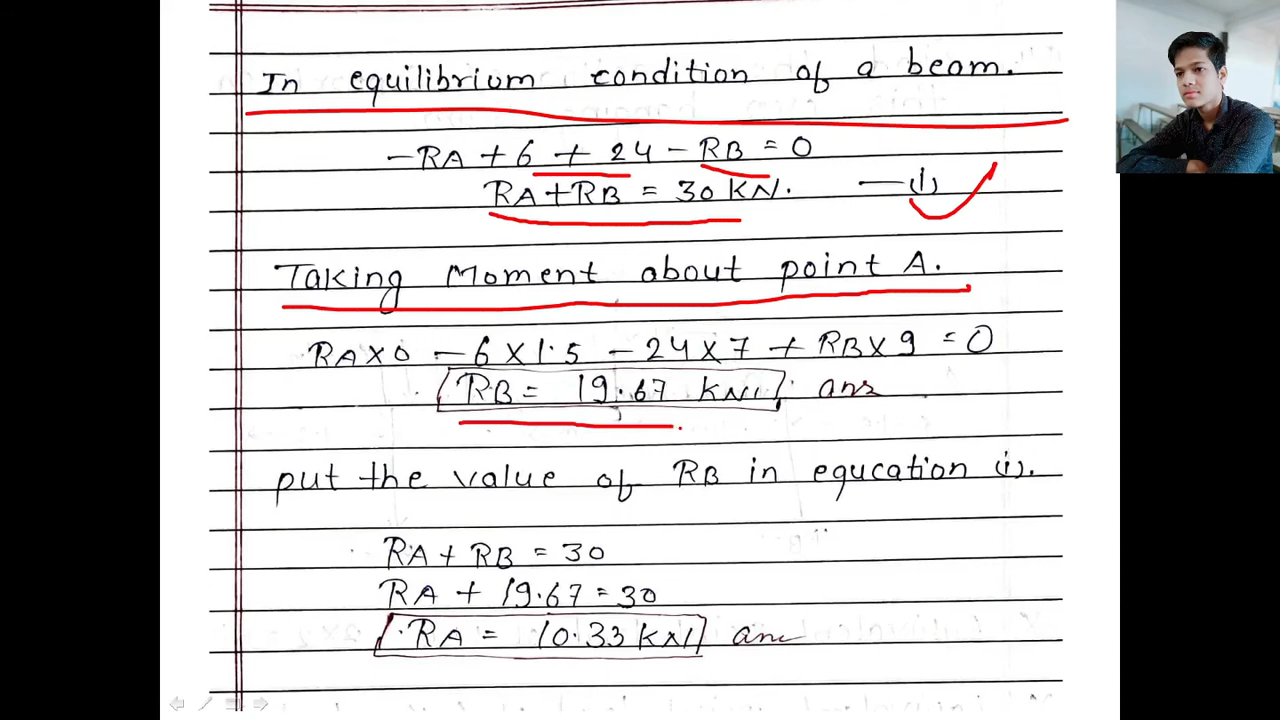 In equilibrium condition of a beam.
-RA + 6 + 24 - RB = 0
RA+RB = 30 KN. —(i)
Taking Moment about point A.
RA×0 - 6×1.5 - 24×7 + RB×9 = 0
RB = 19.67 KN. ans
put the value of RB in equcation (i).
RA + RB = 30
RA + 19.67 = 30
RA = 10.33 KN ans